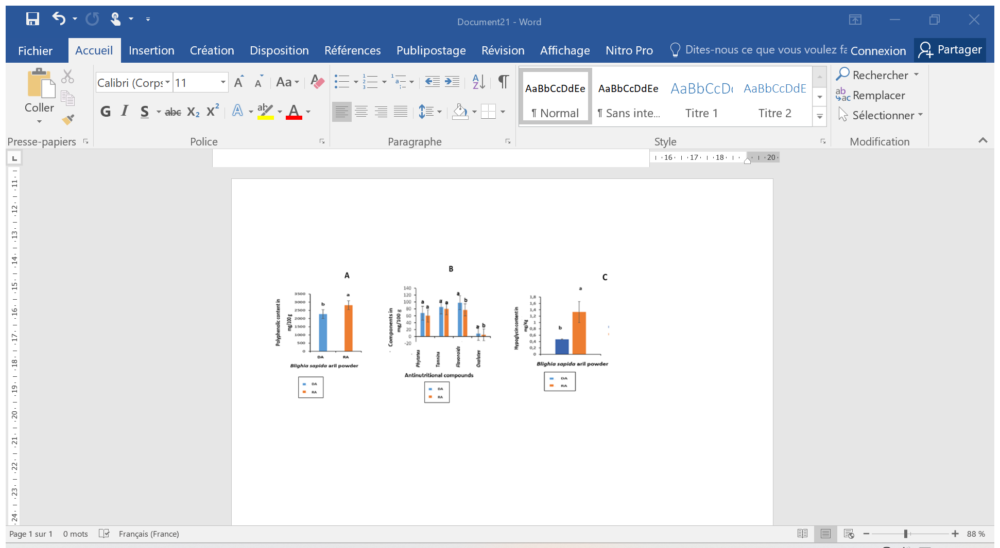 Document21 - Word
Fichier Accueil Insertion Création Disposition Références Publipostage Révision Affichage Nitro Pro Dites-nous ce que vous voulez fa Connexion Partager
Coller
Presse-papiers
Calibri (Corps 11 A A Aa A
G I S abc X2 X2 A ab A
Police
Paragraphe
AaBbCcDdEe AaBbCcDdEe AaBbCcD AaBbCcDdE
¶ Normal ¶ Sans inte... Titre 1 Titre 2
Style
Rechercher
Remplacer
Sélectionner
Modification
L
16 17 18 20
11
12
13
14
15
16
17
18
19
20
21
22
23
24
A
Polyphenolic content in
mg/100 g
3500
3000
2500
2000
1500
1000
500
0
b a
DA RA
Blighia sapida aril powder
DA
RA
B
Components in
mg/100 g
140
120
100
80
60
40
20
0
-20
a a a a a b a b
Phytates Tannins Flavonoids Oxalates
Antinutritional compounds
DA
RA
C
Hypoglycin content in
mg/Kg
1,8
1,6
1,4
1,2
1
0,8
0,6
0,4
0,2
0
b a
Blighia sapida aril powder
DA
RA
Page 1 sur 1 0 mots Français (France) 88 %